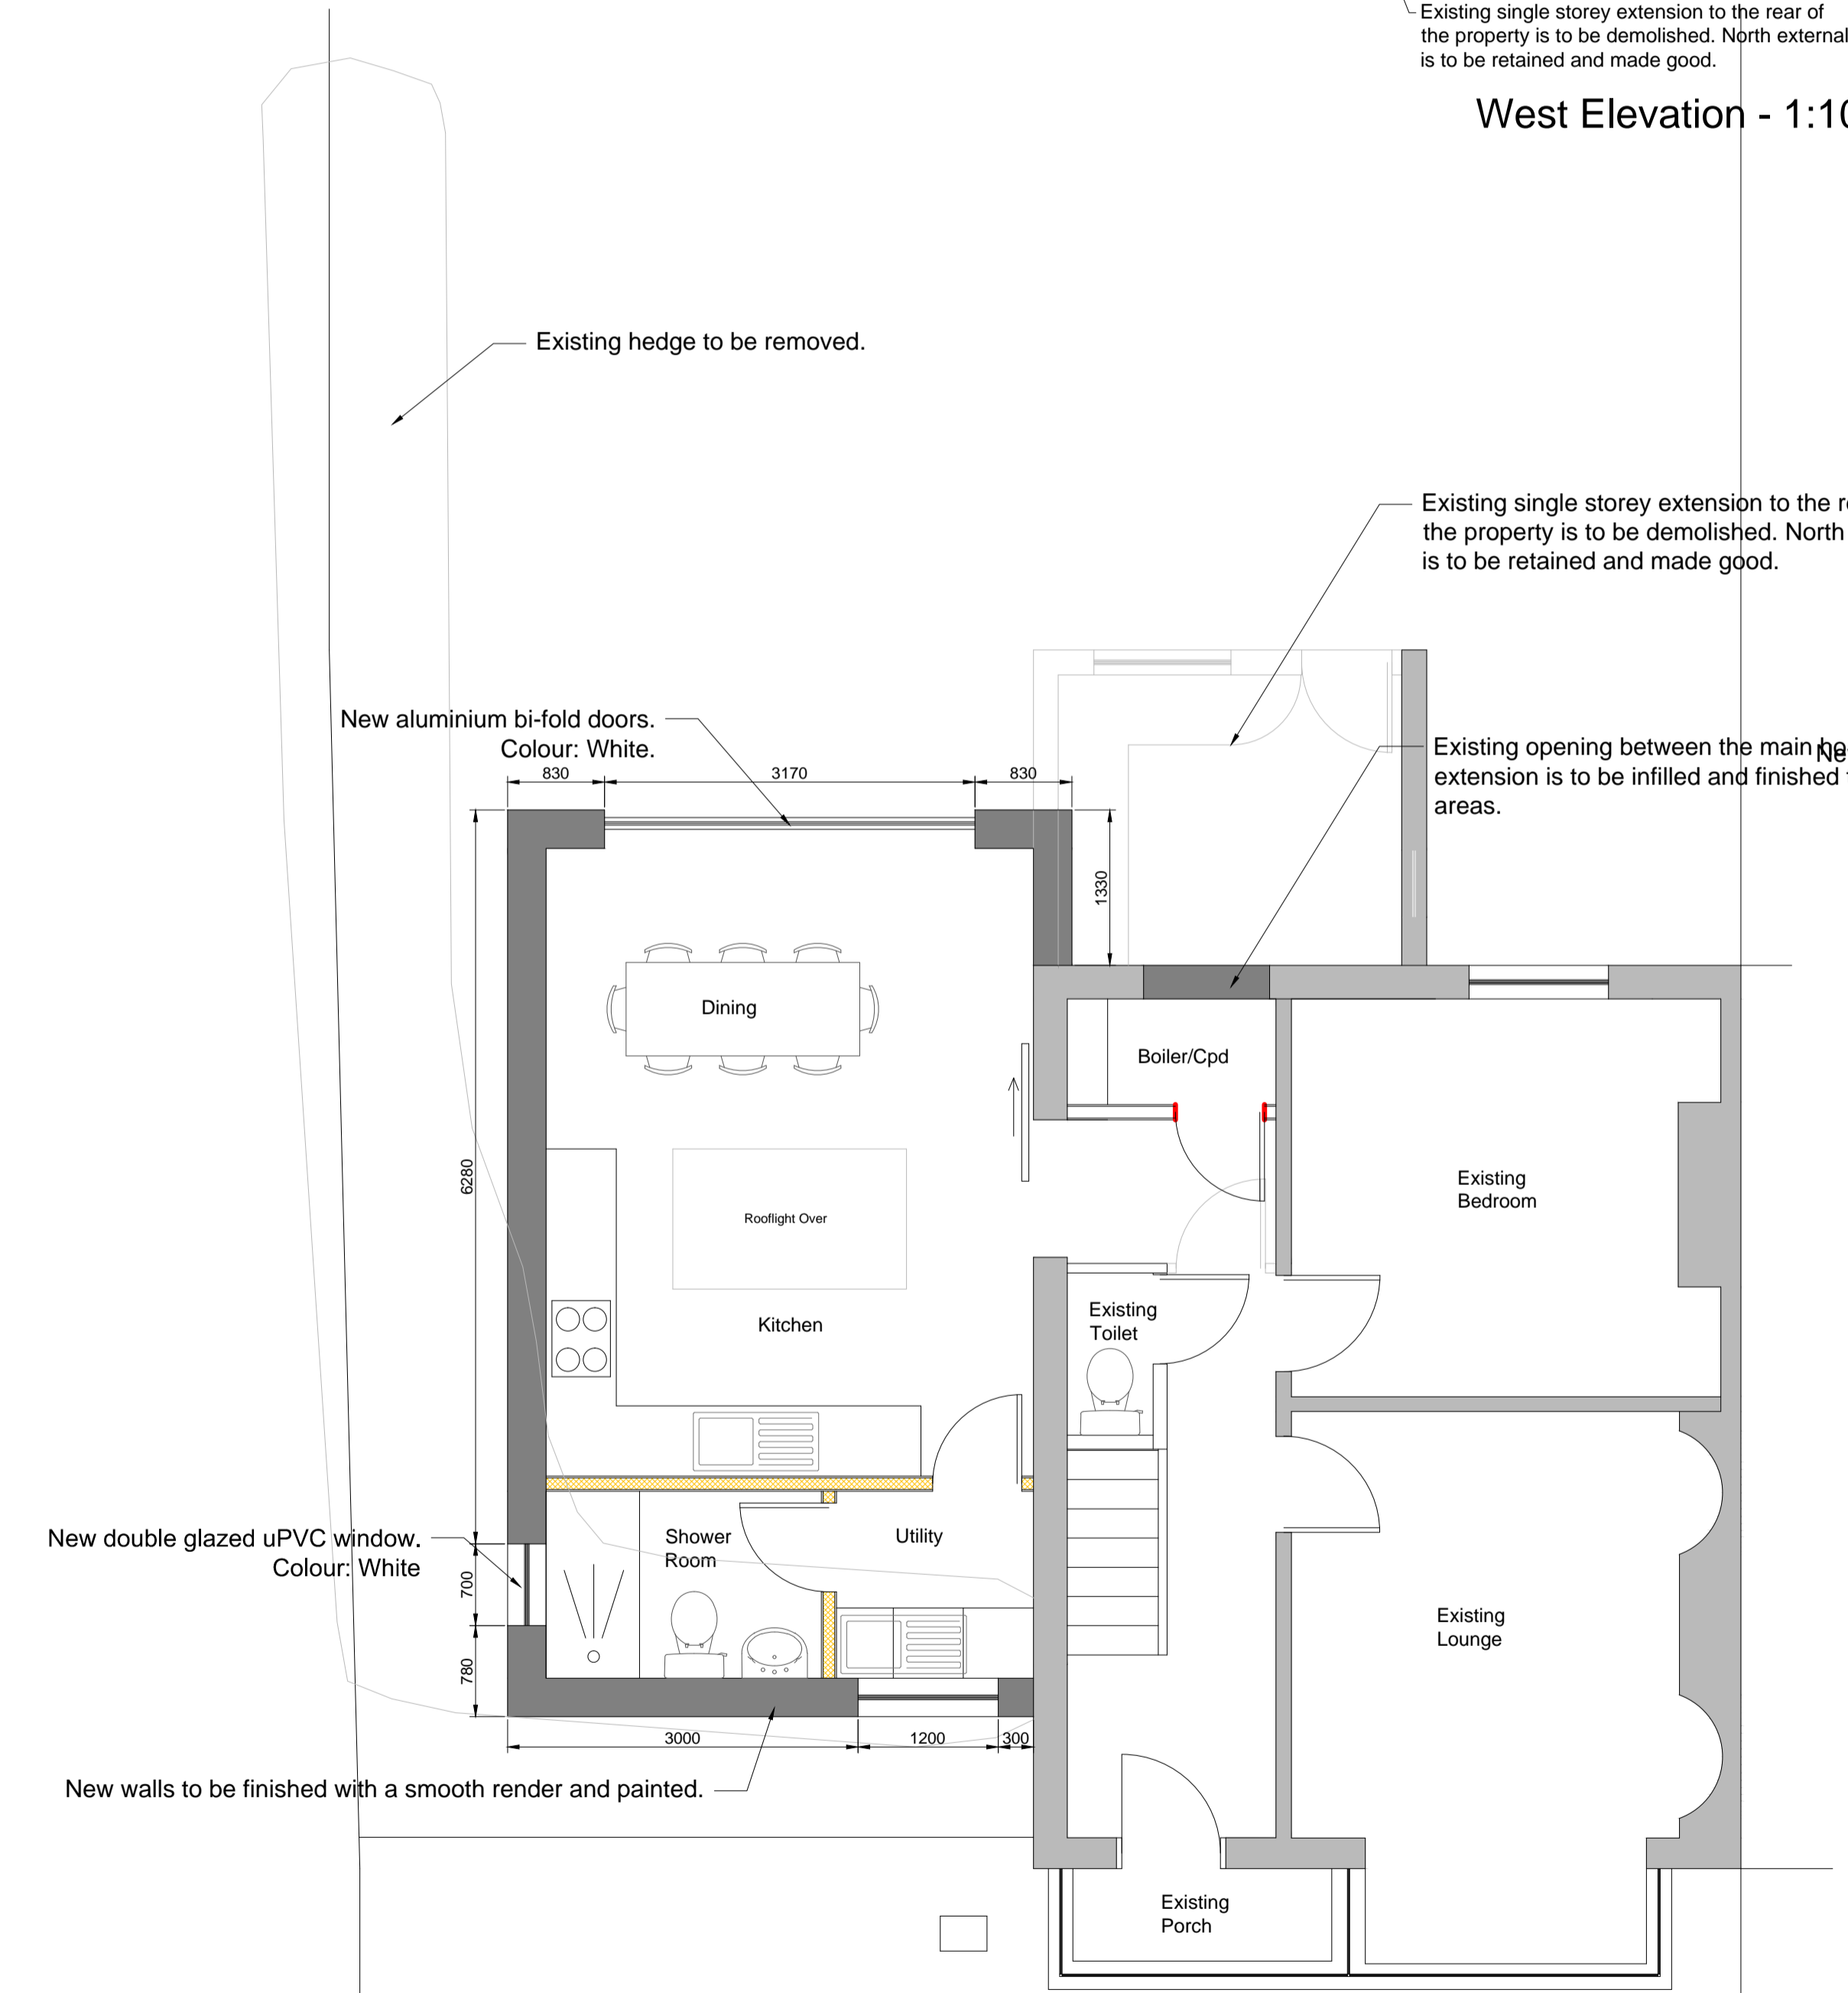 Existing single storey extension to the rear of
the property is to be demolished. North external
is to be retained and made good.
West Elevation - 1:10
Existing hedge to be removed.
Existing single storey extension to the
the property is to be demolished. North
is to be retained and made good.
New aluminium bi-fold doors.
Colour: White.
Existing opening between the main
extension is to be infilled and finished
areas.
830
3170
830
1330
Dining
Boiler/Cpd
6280
Rooflight Over
Existing
Bedroom
Kitchen
Existing
Toilet
New double glazed uPVC window.
Colour: White
Shower
Room
Utility
700
780
Existing
Lounge
3000
1200
300
New walls to be finished with a smooth render and painted.
Existing
Porch